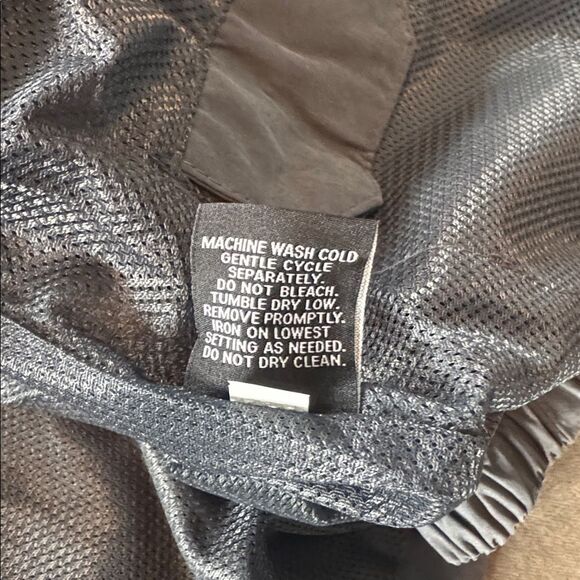 MACHINE WASH COLD
GENTLE CYCLE
SEPARATELY.
DO NOT BLEACH.
TUMBLE DRY LOW.
REMOVE PROMPTLY.
IRON ON LOWEST
SETTING AS NEEDED.
DO NOT DRY CLEAN.